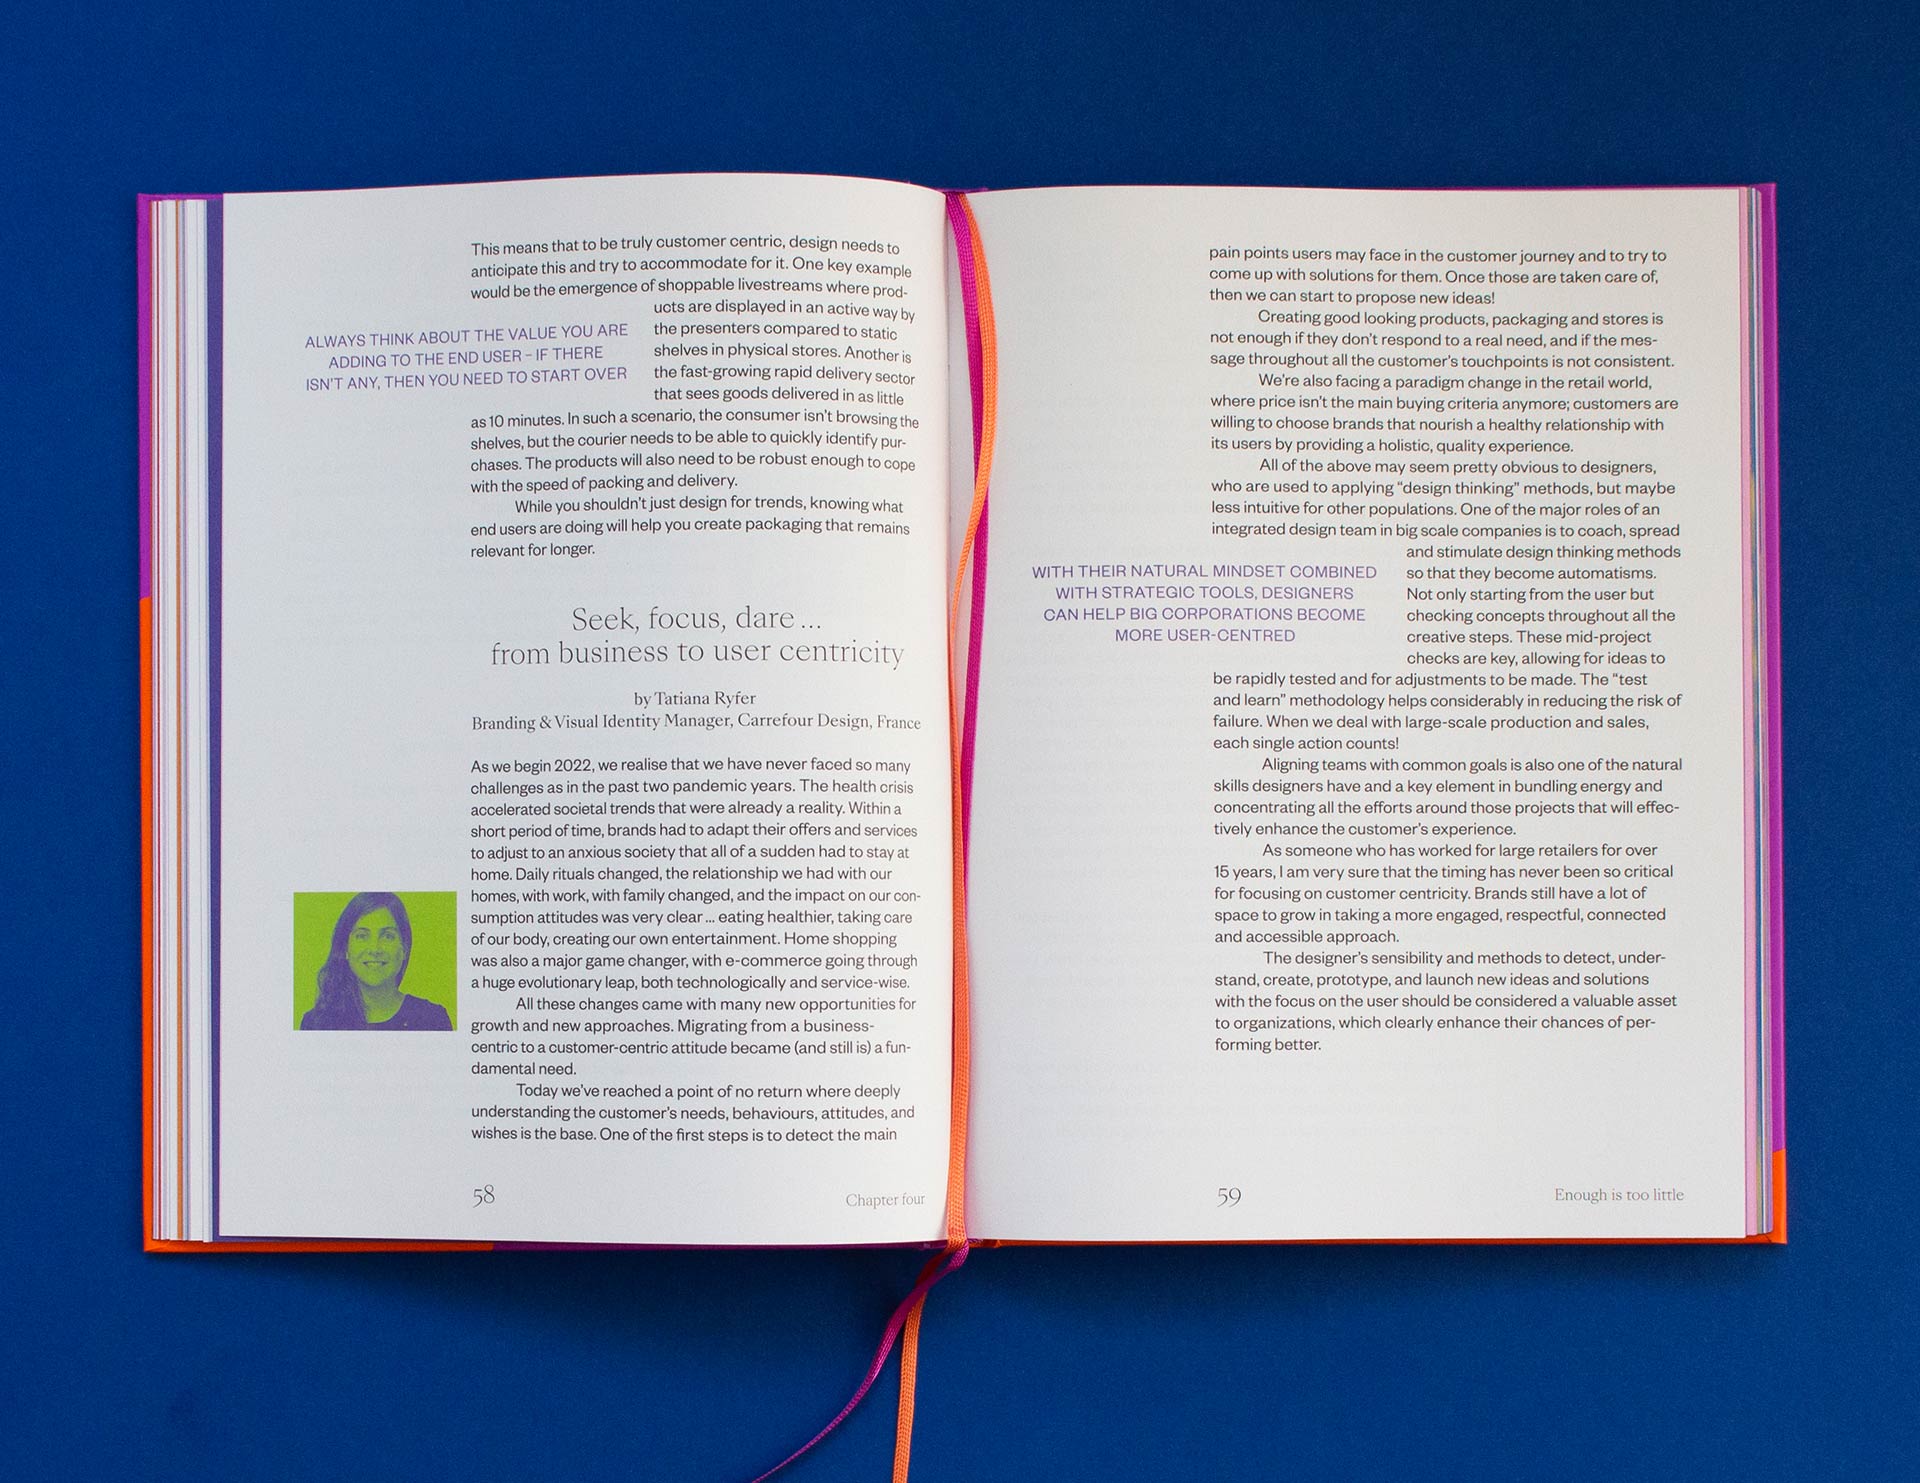 This means that to be truly customer centric, design needs to
anticipate this and try to accommodate for it. One key example
would be the emergence of shoppable livestreams where prod-
ucts are displayed in an active way by
the presenters compared to static
shelves in physical stores. Another is
the fast-growing rapid delivery sector
that sees goods delivered in as little
as 10 minutes. In such a scenario, the consumer isn't browsing the
shelves, but the courier needs to be able to quickly identify pur-
chases. The products will also need to be robust enough to cope
with the speed of packing and delivery.
While you shouldn't just design for trends, knowing what
end users are doing will help you create packaging that remains
relevant for longer.
ALWAYS THINK ABOUT THE VALUE YOU ARE
ADDING TO THE END USER – IF THERE
ISN'T ANY, THEN YOU NEED TO START OVER
Seek, focus, dare ...
from business to user centricity
by Tatiana Ryfer
Branding & Visual Identity Manager, Carrefour Design, France
As we begin 2022, we realise that we have never faced so many
challenges as in the past two pandemic years. The health crisis
accelerated societal trends that were already a reality. Within a
short period of time, brands had to adapt their offers and services
to adjust to an anxious society that all of a sudden had to stay at
home. Daily rituals changed, the relationship we had with our
homes, with work, with family changed, and the impact on our con-
sumption attitudes was very clear ... eating healthier, taking care
of our body, creating our own entertainment. Home shopping
was also a major game changer, with e-commerce going through
a huge evolutionary leap, both technologically and service-wise.
All these changes came with many new opportunities for
growth and new approaches. Migrating from a business-
centric to a customer-centric attitude became (and still is) a fun-
damental need.
Today we've reached a point of no return where deeply
understanding the customer's needs, behaviours, attitudes, and
wishes is the base. One of the first steps is to detect the main
58
Chapter four
pain points users may face in the customer journey and to try to
come up with solutions for them. Once those are taken care of,
then we can start to propose new ideas!
Creating good looking products, packaging and stores is
not enough if they don't respond to a real need, and if the mes-
sage throughout all the customer's touchpoints is not consistent.
We're also facing a paradigm change in the retail world,
where price isn't the main buying criteria anymore; customers are
willing to choose brands that nourish a healthy relationship with
its users by providing a holistic, quality experience.
All of the above may seem pretty obvious to designers,
who are used to applying “design thinking” methods, but maybe
less intuitive for other populations. One of the major roles of an
integrated design team in big scale companies is to coach, spread
and stimulate design thinking methods
so that they become automatisms.
Not only starting from the user but
checking concepts throughout all the
creative steps. These mid-project
checks are key, allowing for ideas to
be rapidly tested and for adjustments to be made. The “test
and learn” methodology helps considerably in reducing the risk of
failure. When we deal with large-scale production and sales,
each single action counts!
WITH THEIR NATURAL MINDSET COMBINED
WITH STRATEGIC TOOLS, DESIGNERS
CAN HELP BIG CORPORATIONS BECOME
MORE USER-CENTRED
Aligning teams with common goals is also one of the natural
skills designers have and a key element in bundling energy and
concentrating all the efforts around those projects that will effec-
tively enhance the customer's experience.
As someone who has worked for large retailers for over
15 years, I am very sure that the timing has never been so critical
for focusing on customer centricity. Brands still have a lot of
space to grow in taking a more engaged, respectful, connected
and accessible approach.
The designer's sensibility and methods to detect, under-
stand, create, prototype, and launch new ideas and solutions
with the focus on the user should be considered a valuable asset
to organizations, which clearly enhance their chances of per-
forming better.
59
Enough is too little